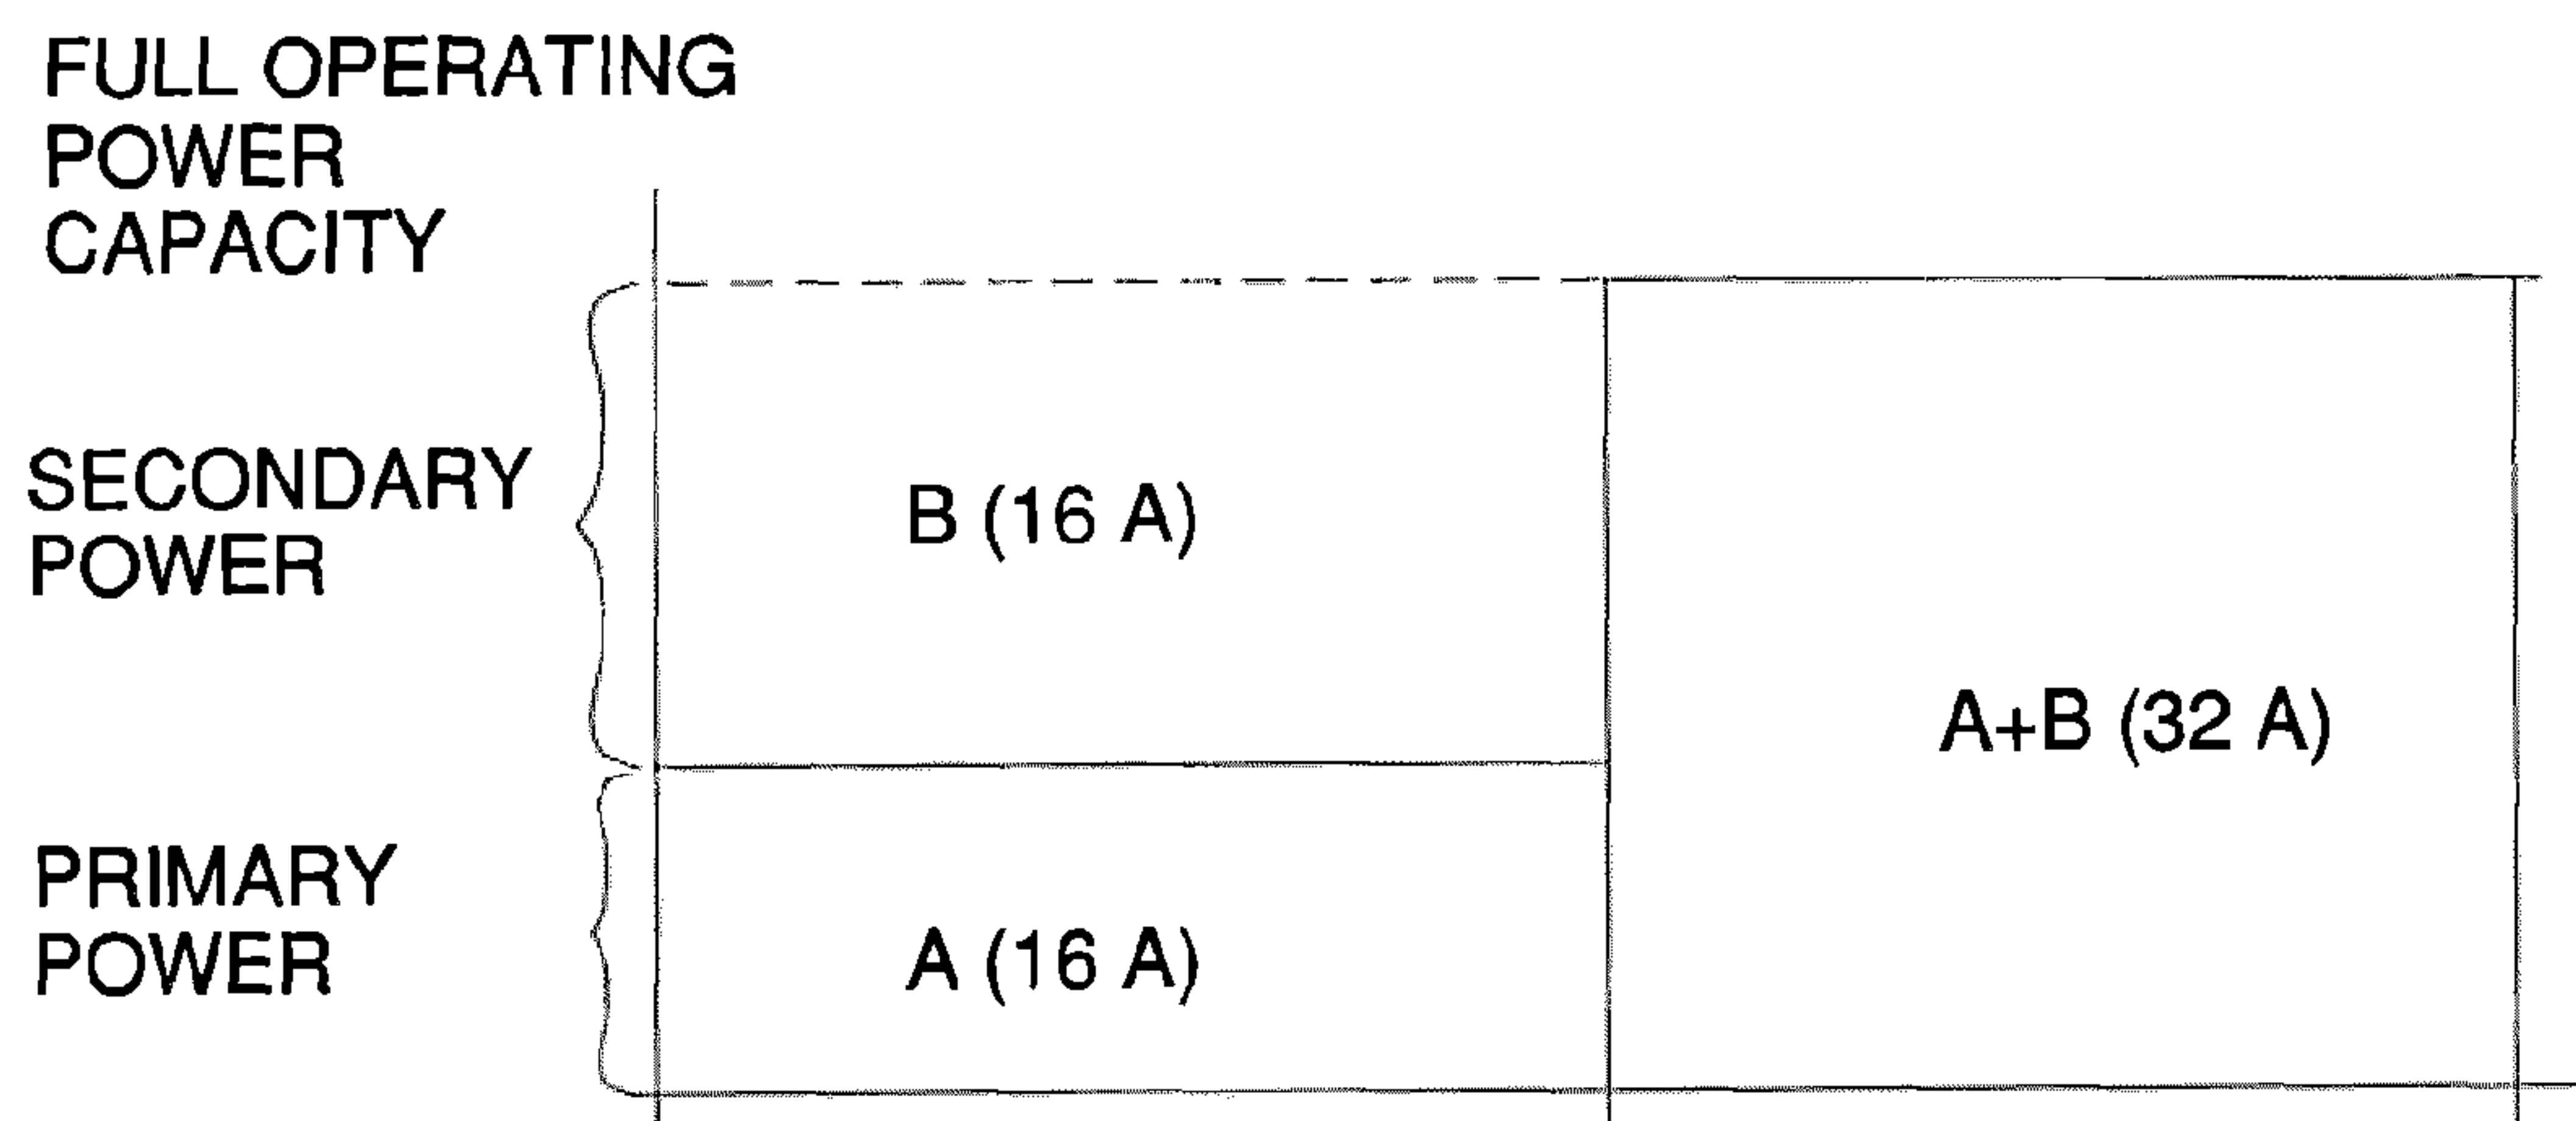 FULL OPERATING
POWER
CAPACITY
SECONDARY
POWER
B (16 A)
A+B (32 A)
PRIMARY
POWER
A (16 A)